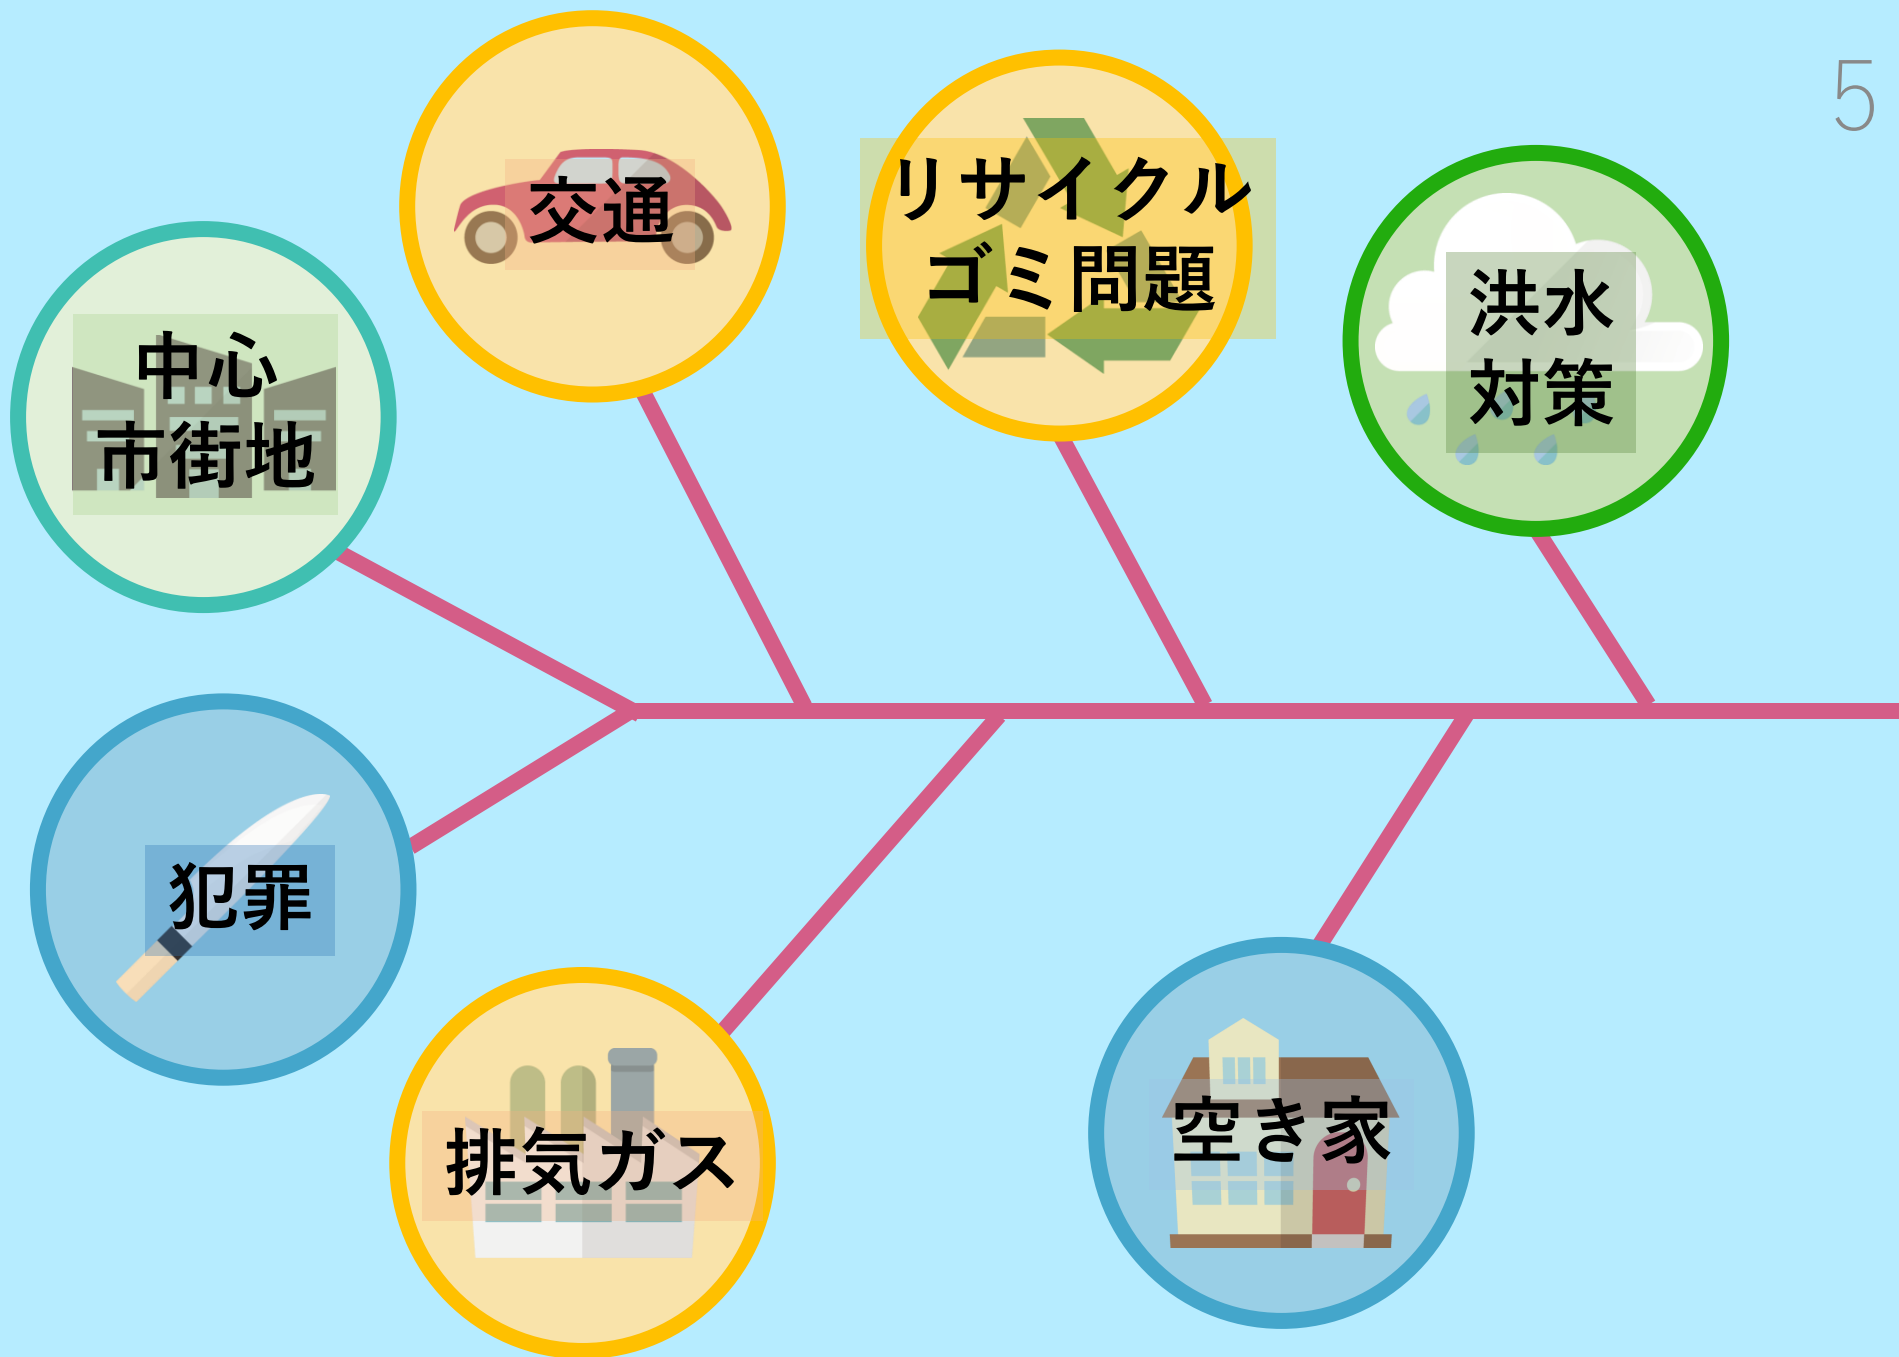 5
交通
リサイクル
ゴミ問題
洪水
対策
中心
市街地
犯罪
排気ガス
空き家